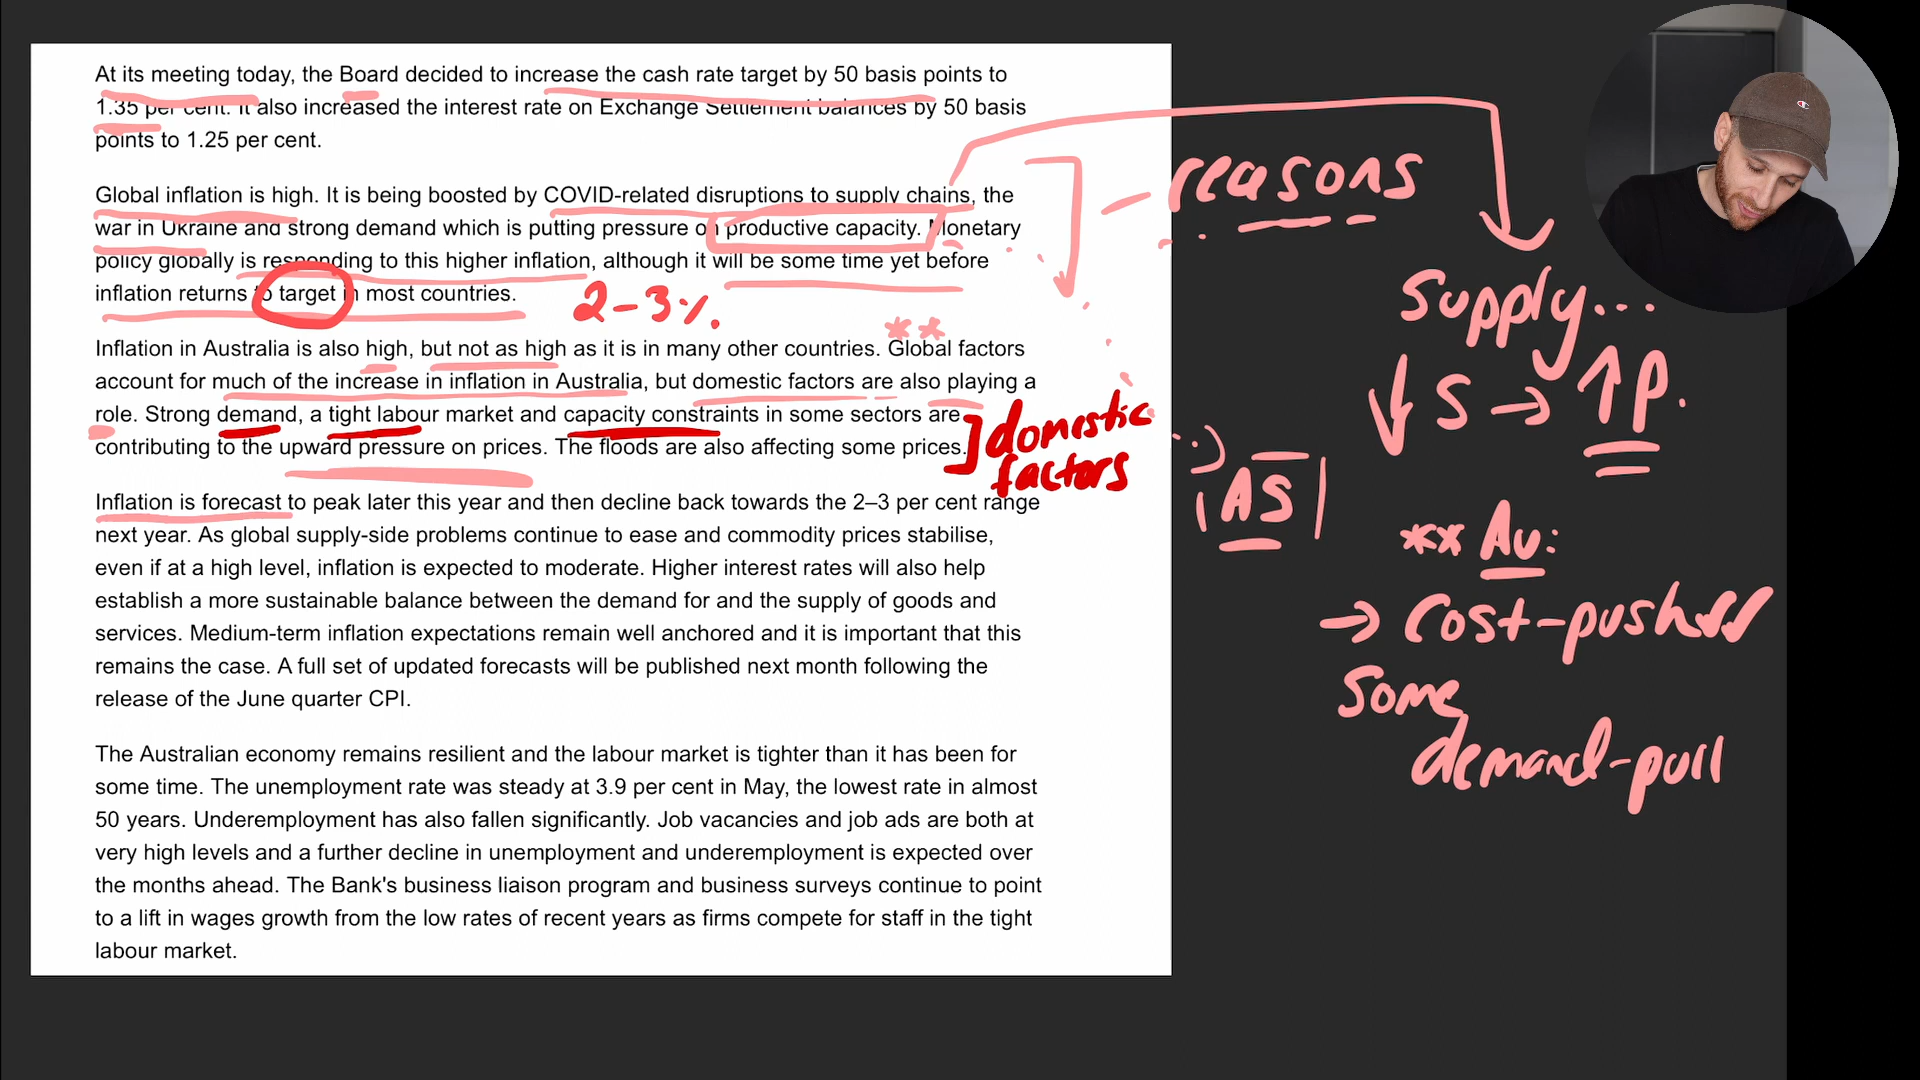 At its meeting today, the Board decided to increase the cash rate target by 50 basis points to
1.35 per cent. It also increased the interest rate on Exchange Settlement balances by 50 basis
points to 1.25 per cent.
Global inflation is high. It is being boosted by COVID-related disruptions to supply chains, the
war in Ukraine and strong demand which is putting pressure on productive capacity. Monetary
policy globally is responding to this higher inflation, although it will be some time yet before
inflation returns to target in most countries.
2-3%.
**
Inflation in Australia is also high, but not as high as it is in many other countries. Global factors
account for much of the increase in inflation in Australia, but domestic factors are also playing a
role. Strong demand, a tight labour market and capacity constraints in some sectors are
contributing to the upward pressure on prices. The floods are also affecting some prices.
] domestic
factors
Inflation is forecast to peak later this year and then decline back towards the 2–3 per cent range
next year. As global supply-side problems continue to ease and commodity prices stabilise,
even if at a high level, inflation is expected to moderate. Higher interest rates will also help
establish a more sustainable balance between the demand for and the supply of goods and
services. Medium-term inflation expectations remain well anchored and it is important that this
remains the case. A full set of updated forecasts will be published next month following the
release of the June quarter CPI.
The Australian economy remains resilient and the labour market is tighter than it has been for
some time. The unemployment rate was steady at 3.9 per cent in May, the lowest rate in almost
50 years. Underemployment has also fallen significantly. Job vacancies and job ads are both at
very high levels and a further decline in unemployment and underemployment is expected over
the months ahead. The Bank's business liaison program and business surveys continue to point
to a lift in wages growth from the low rates of recent years as firms compete for staff in the tight
labour market.
- reasons
Supply...
↓ S → ↑ P.
|AS|
** Au:
→ Cost-push
Some
demand-pull